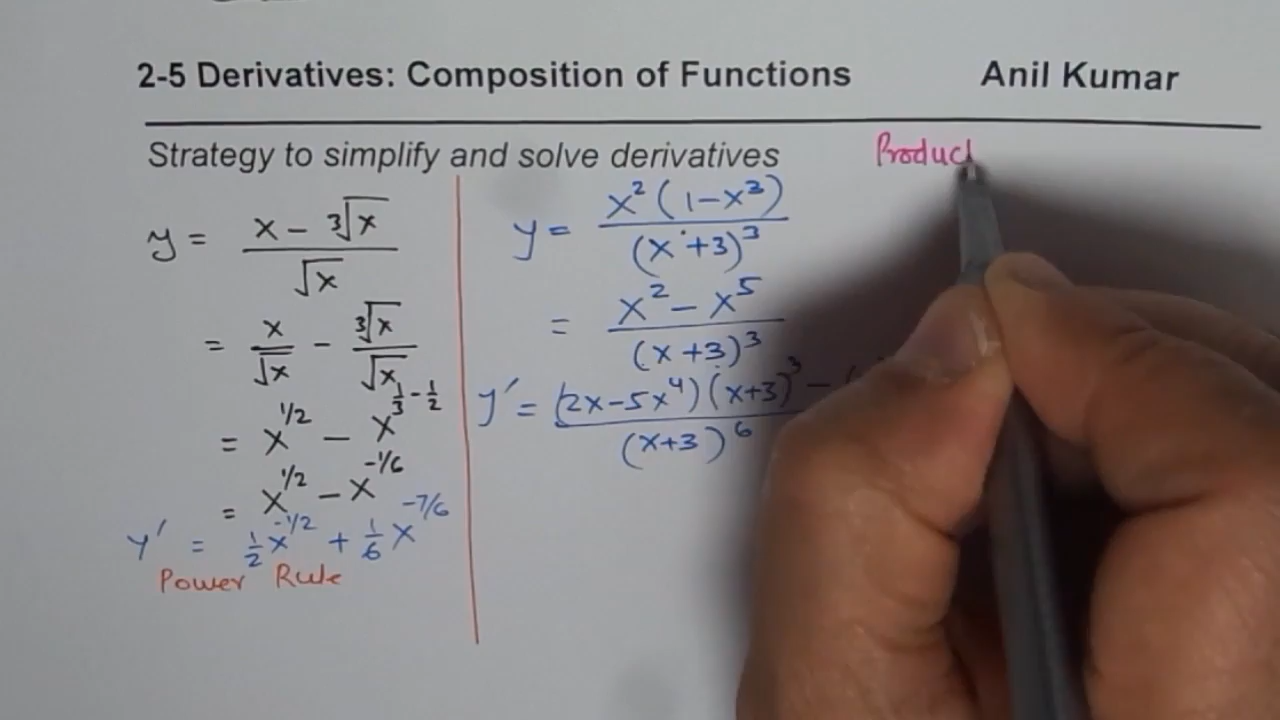 2-5 Derivatives: Composition of Functions Anil Kumar
Strategy to simplify and solve derivatives
Product
y = (x - ∛x) / √x
= x/√x - ∛x/√x
= x^(1/2) - x^(1/3 - 1/2)
= x^(1/2) - x^(-1/6)
y' = 1/2 x^(-1/2) + 1/6 x^(-7/6)
Power Rule
y = x²(1-x³) / (x+3)³
= (x² - x⁵) / (x+3)³
y' = (2x-5x⁴)(x+3)³ - ( / (x+3)⁶